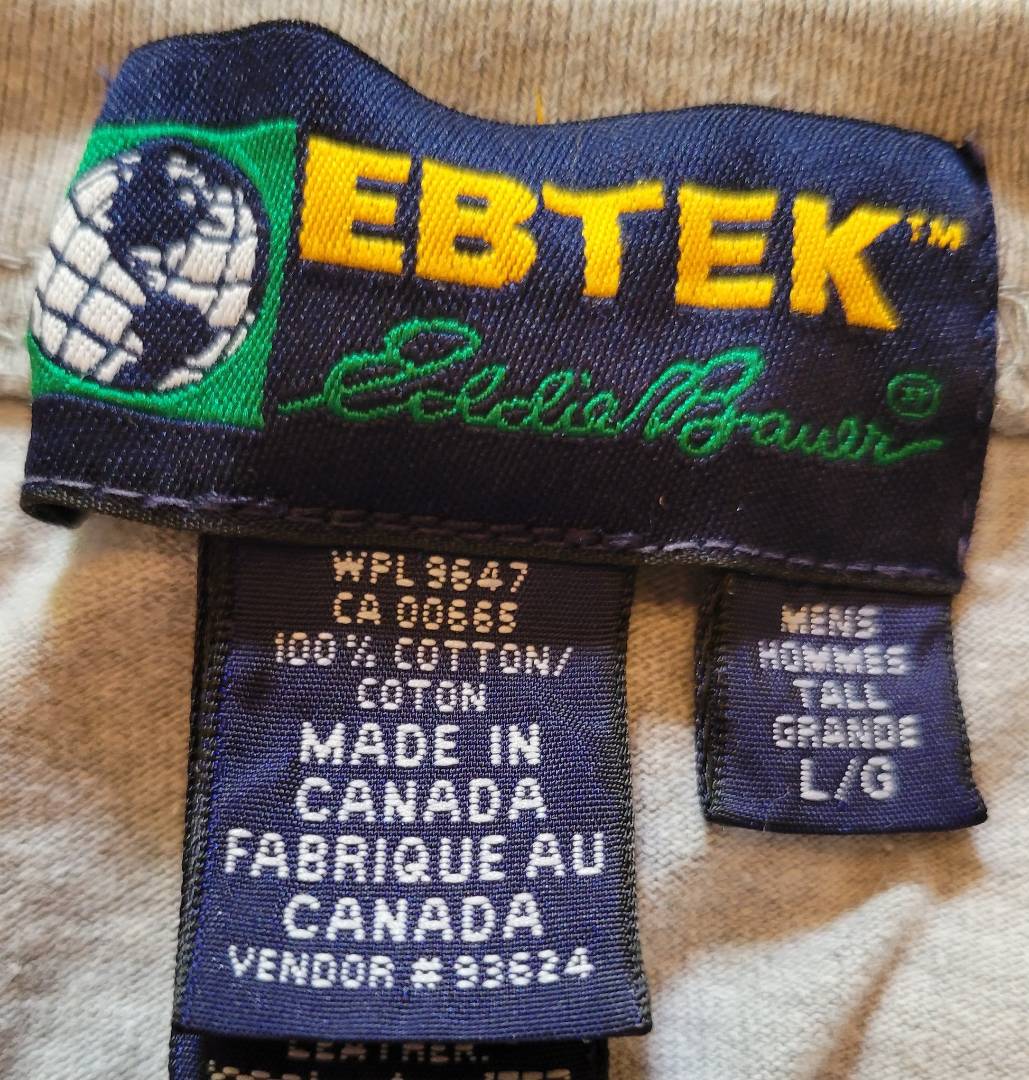 EBTEK™
Eddie Bauer®
WPL 9647
CA 00665
100% COTTON/
COTON
MADE IN
CANADA
FABRIQUE AU
CANADA
VENDOR #93624
MENS
HOMMES
TALL
GRANDE
L/G
LEATHER.